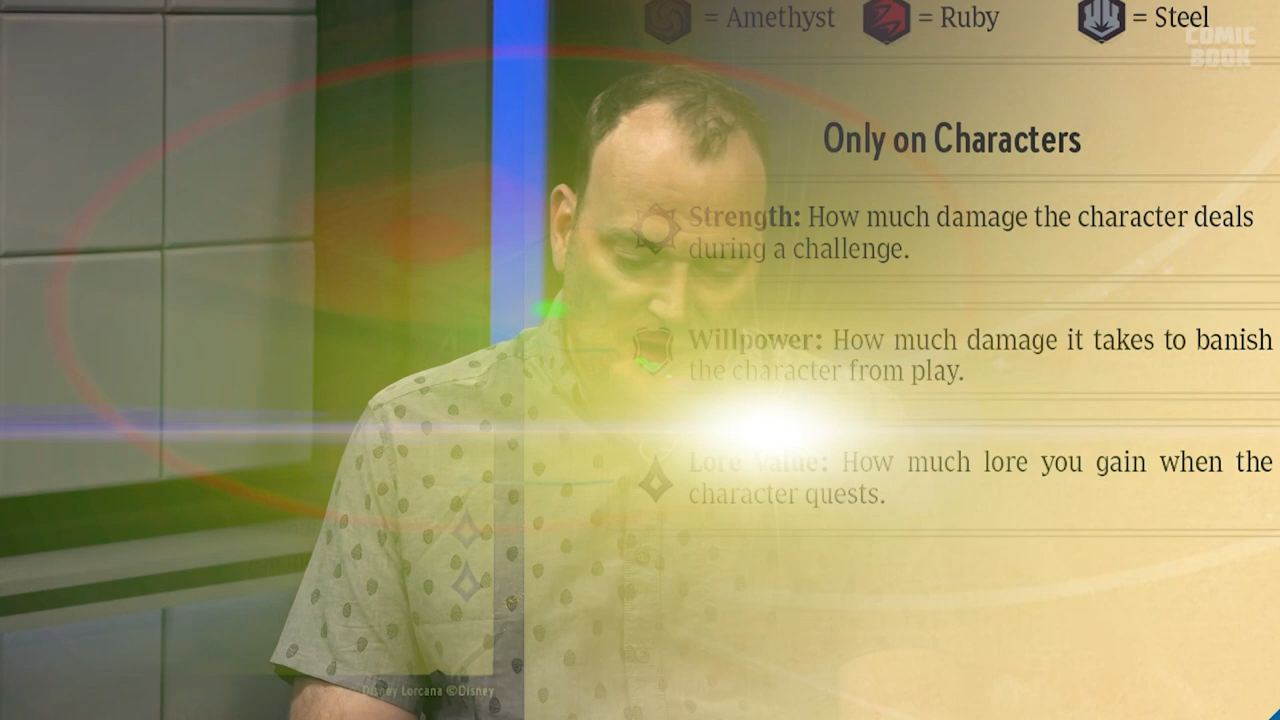 = Amethyst = Ruby = Steel
COMIC
BOOK
Only on Characters
Strength: How much damage the character deals
during a challenge.
Willpower: How much damage it takes to banish
the character from play.
Lore Value: How much lore you gain when the
character quests.
Disney Lorcana ©Disney